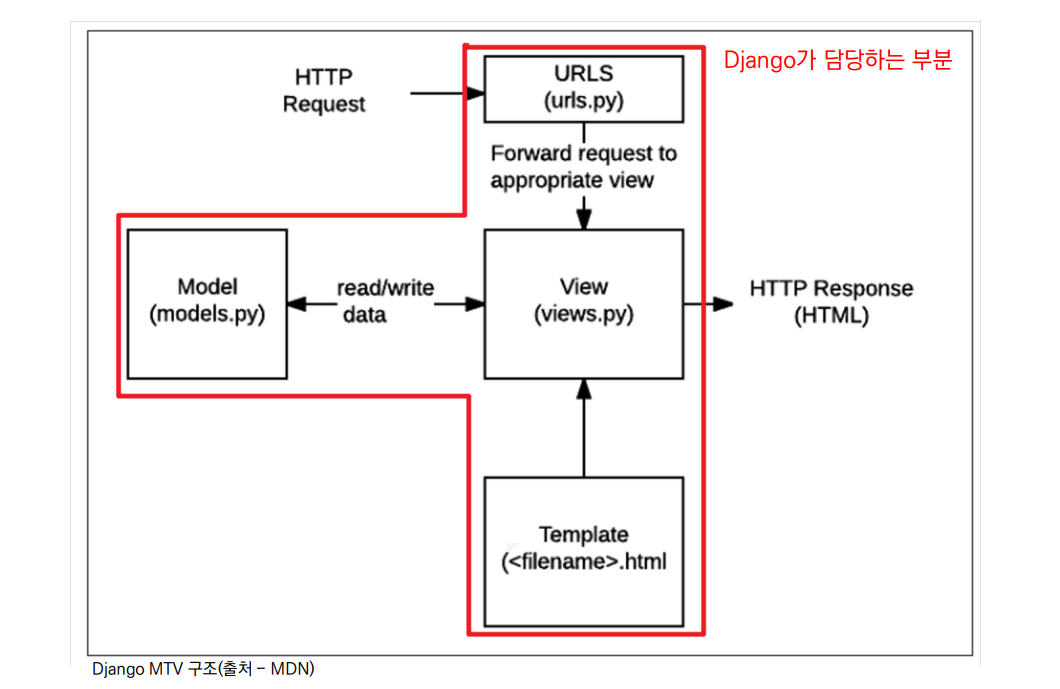 Django가 담당하는 부분
HTTP
Request
URLS
(urls.py)
Forward request to
appropriate view
Model
(models.py)
read/write
data
View
(views.py)
HTTP Response
(HTML)
Template
(<filename>.html
Django MTV 구조(출처 – MDN)